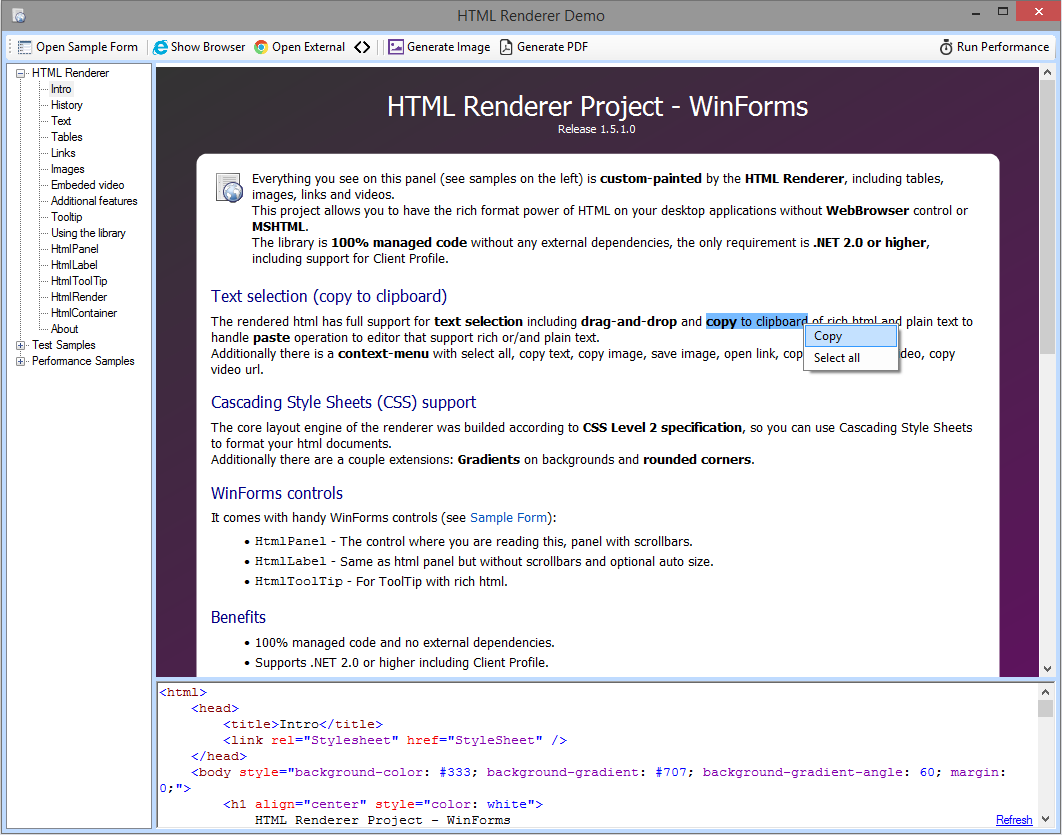 HTML Renderer Demo
Open Sample Form Show Browser Open External Generate Image Generate PDF Run Performance
HTML Renderer
Intro
History
Text
Tables
Links
Images
Embeded video
Additional features
Tooltip
Using the library
HtmlPanel
HtmlLabel
HtmlToolTip
HtmlRender
HtmlContainer
About
Test Samples
Perfomance Samples
HTML Renderer Project - WinForms
Release 1.5.1.0
Everything you see on this panel (see samples on the left) is custom-painted by the HTML Renderer, including tables,
images, links and videos.
This project allows you to have the rich format power of HTML on your desktop applications without WebBrowser control or
MSHTML.
The library is 100% managed code without any external dependencies, the only requirement is .NET 2.0 or higher,
including support for Client Profile.
Text selection (copy to clipboard)
The rendered html has full support for text selection including drag-and-drop and copy to clipboard of rich html and plain text to
handle paste operation to editor that support rich or/and plain text.
Additionally there is a context-menu with select all, copy text, copy image, save image, open link, copy
video url.
Copy
Select all
Cascading Style Sheets (CSS) support
The core layout engine of the renderer was builded according to CSS Level 2 specification, so you can use Cascading Style Sheets
to format your html documents.
Additionally there are a couple extensions: Gradients on backgrounds and rounded corners.
WinForms controls
It comes with handy WinForms controls (see Sample Form):
• HtmlPanel - The control where you are reading this, panel with scrollbars.
• HtmlLabel - Same as html panel but without scrollbars and optional auto size.
• HtmlToolTip - For ToolTip with rich html.
Benefits
• 100% managed code and no external dependencies.
• Supports .NET 2.0 or higher including Client Profile.
<html>
<head>
<title>Intro</title>
<link rel="Stylesheet" href="StyleSheet" />
</head>
<body style="background-color: #333; background-gradient: #707; background-gradient-angle: 60; margin:
0;">
<h1 align="center" style="color: white">
HTML Renderer Project - WinForms
Refresh